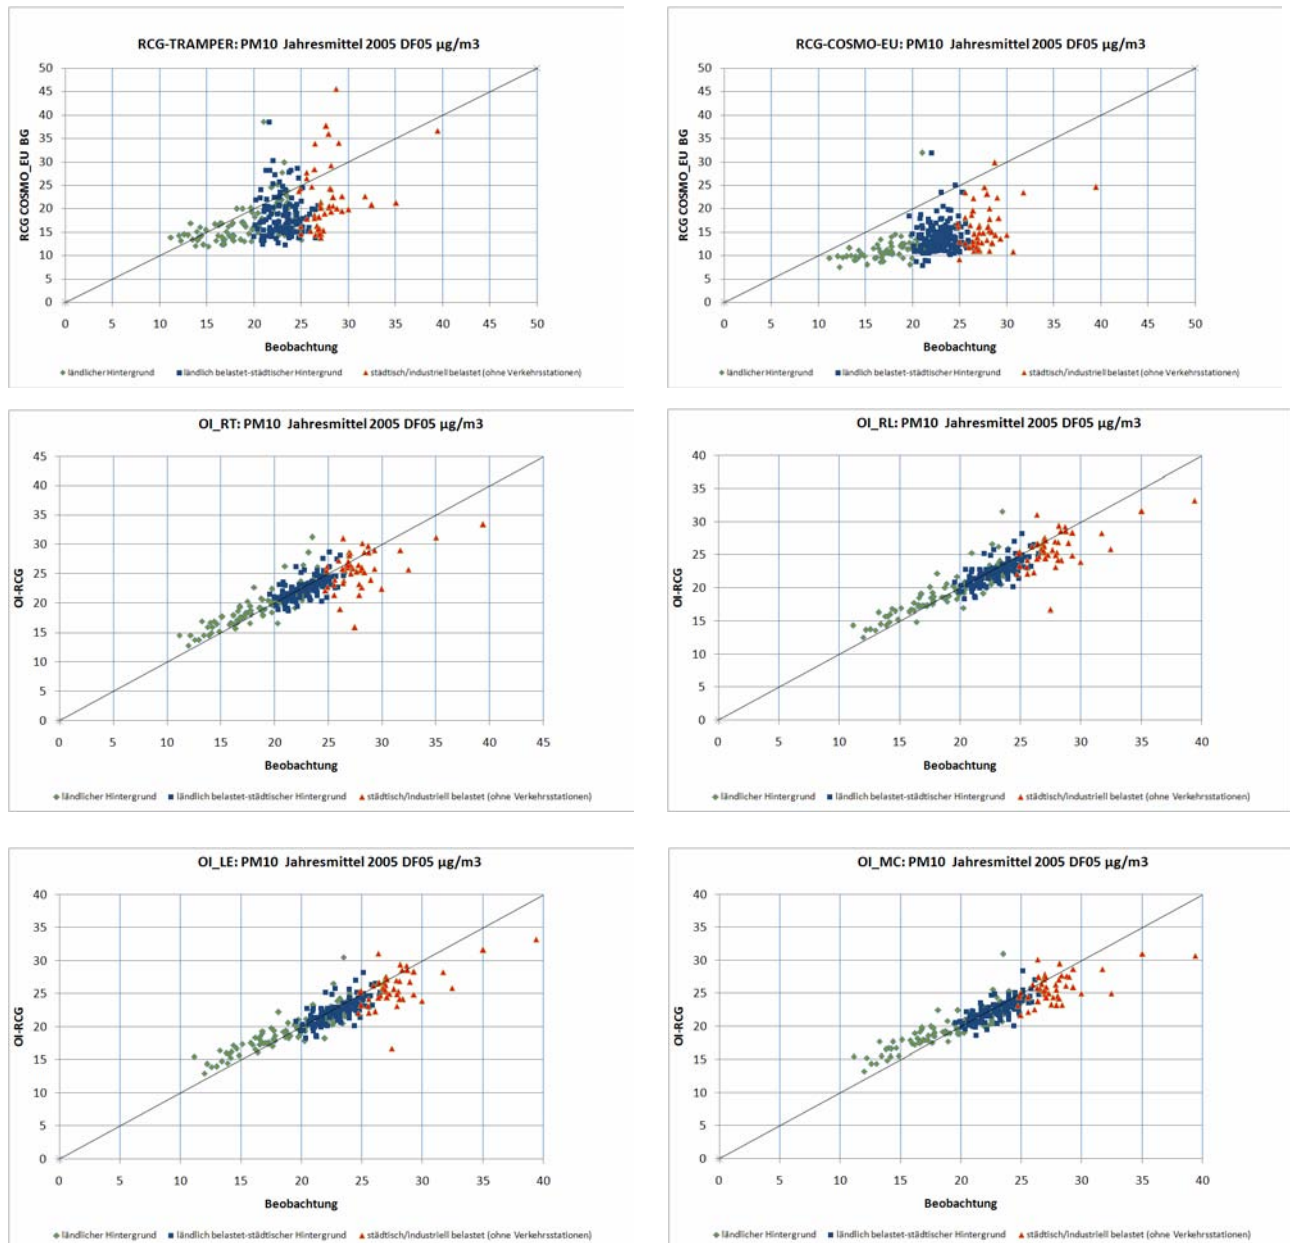 RCG-TRAMPER: PM10 Jahresmittel 2005 DF05 µg/m3
RCG COSMO_EU BG
50
45
40
35
30
25
20
15
10
5
0
0 5 10 15 20 25 30 35 40 45 50
Beobachtung
ländlicher Hintergrund ländlich belastet-städtischer Hintergrund städtisch/industriell belastet (ohne Verkehrsstationen)
RCG-COSMO-EU: PM10 Jahresmittel 2005 DF05 µg/m3
RCG COSMO_EU BG
50
45
40
35
30
25
20
15
10
5
0
0 5 10 15 20 25 30 35 40 45 50
Beobachtung
ländlicher Hintergrund ländlich belastet-städtischer Hintergrund städtisch/industriell belastet (ohne Verkehrsstationen)
OI_RT: PM10 Jahresmittel 2005 DF05 µg/m3
OI-RCG
45
40
35
30
25
20
15
10
5
0
0 5 10 15 20 25 30 35 40 45
Beobachtung
ländlicher Hintergrund ländlich belastet-städtischer Hintergrund städtisch/industriell belastet (ohne Verkehrsstationen)
OI_RL: PM10 Jahresmittel 2005 DF05 µg/m3
OI-RCG
40
35
30
25
20
15
10
5
0
0 5 10 15 20 25 30 35 40
Beobachtung
ländlicher Hintergrund ländlich belastet-städtischer Hintergrund städtisch/industriell belastet (ohne Verkehrsstationen)
OI_LE: PM10 Jahresmittel 2005 DF05 µg/m3
OI-RCG
40
35
30
25
20
15
10
5
0
0 5 10 15 20 25 30 35 40
Beobachtung
ländlicher Hintergrund ländlich belastet-städtischer Hintergrund städtisch/industriell belastet (ohne Verkehrsstationen)
OI_MC: PM10 Jahresmittel 2005 DF05 µg/m3
OI-RCG
40
35
30
25
20
15
10
5
0
0 5 10 15 20 25 30 35 40
Beobachtung
ländlicher Hintergrund ländlich belastet-städtischer Hintergrund städtisch/industriell belastet (ohne Verkehrsstationen)